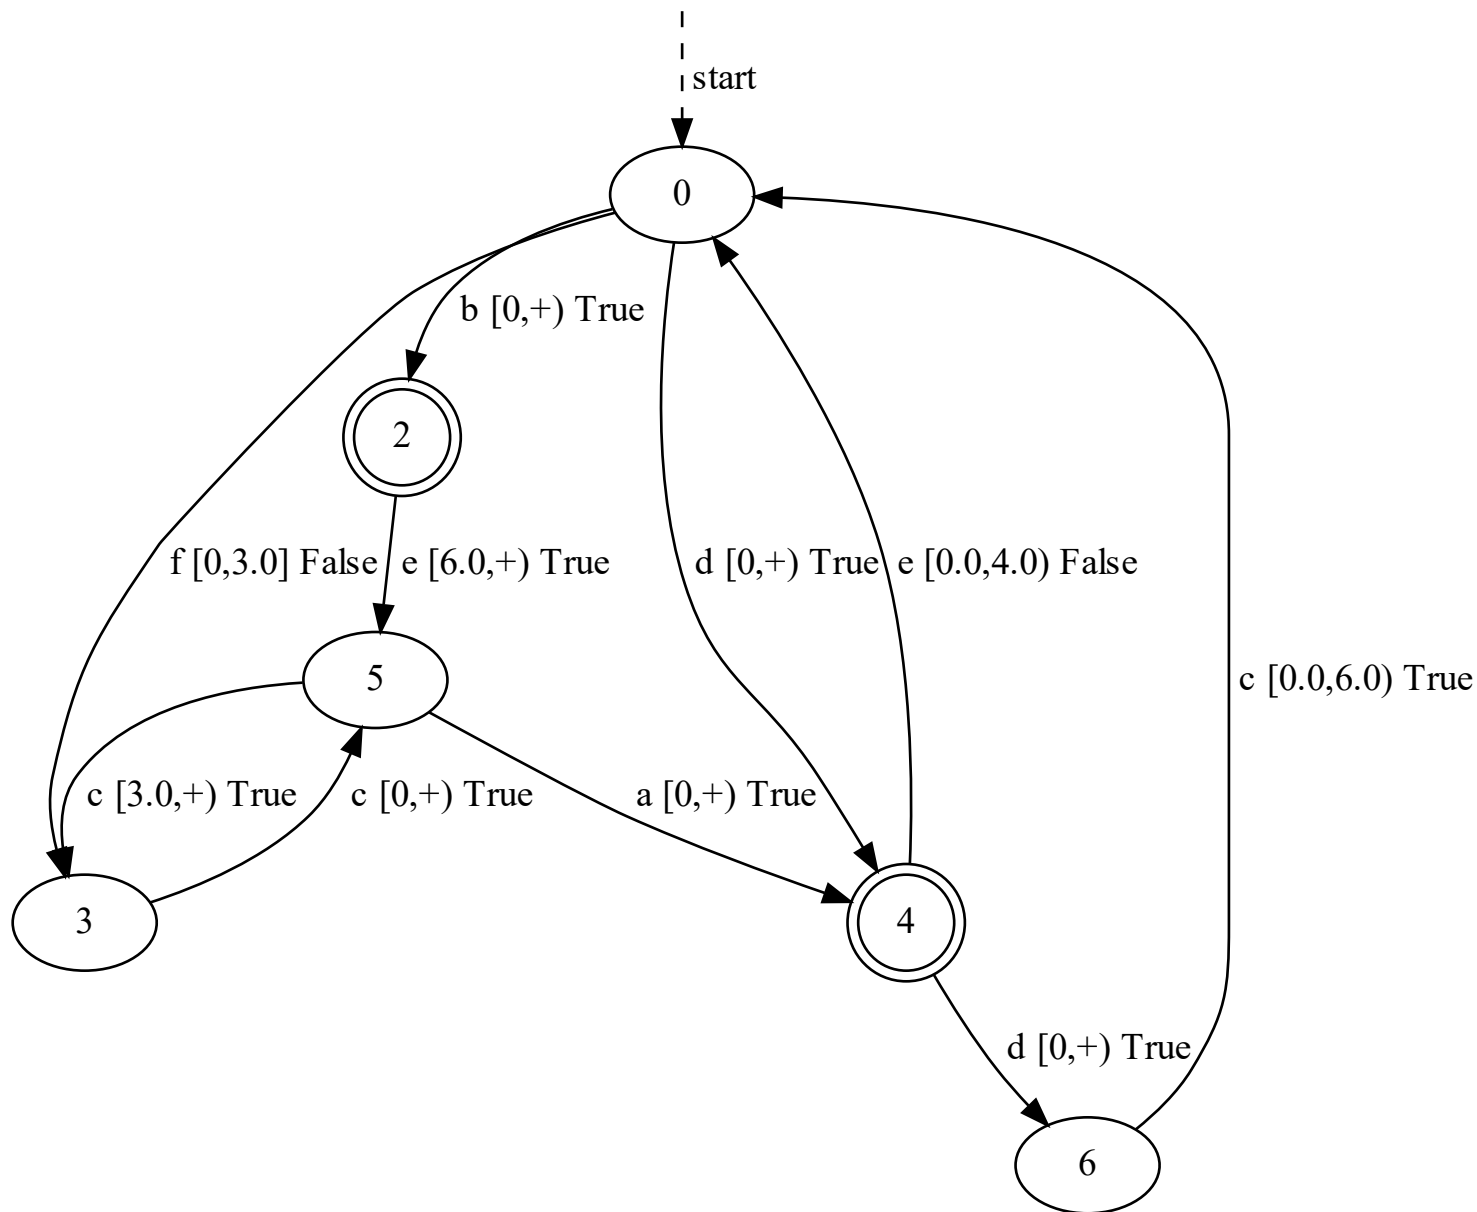 start
0
b [0,+) True
2
f [0,3.0] False
e [6.0,+) True
d [0,+) True
e [0.0,4.0) False
5
c [0.0,6.0) True
c [3.0,+) True
c [0,+) True
a [0,+) True
3
4
d [0,+) True
6